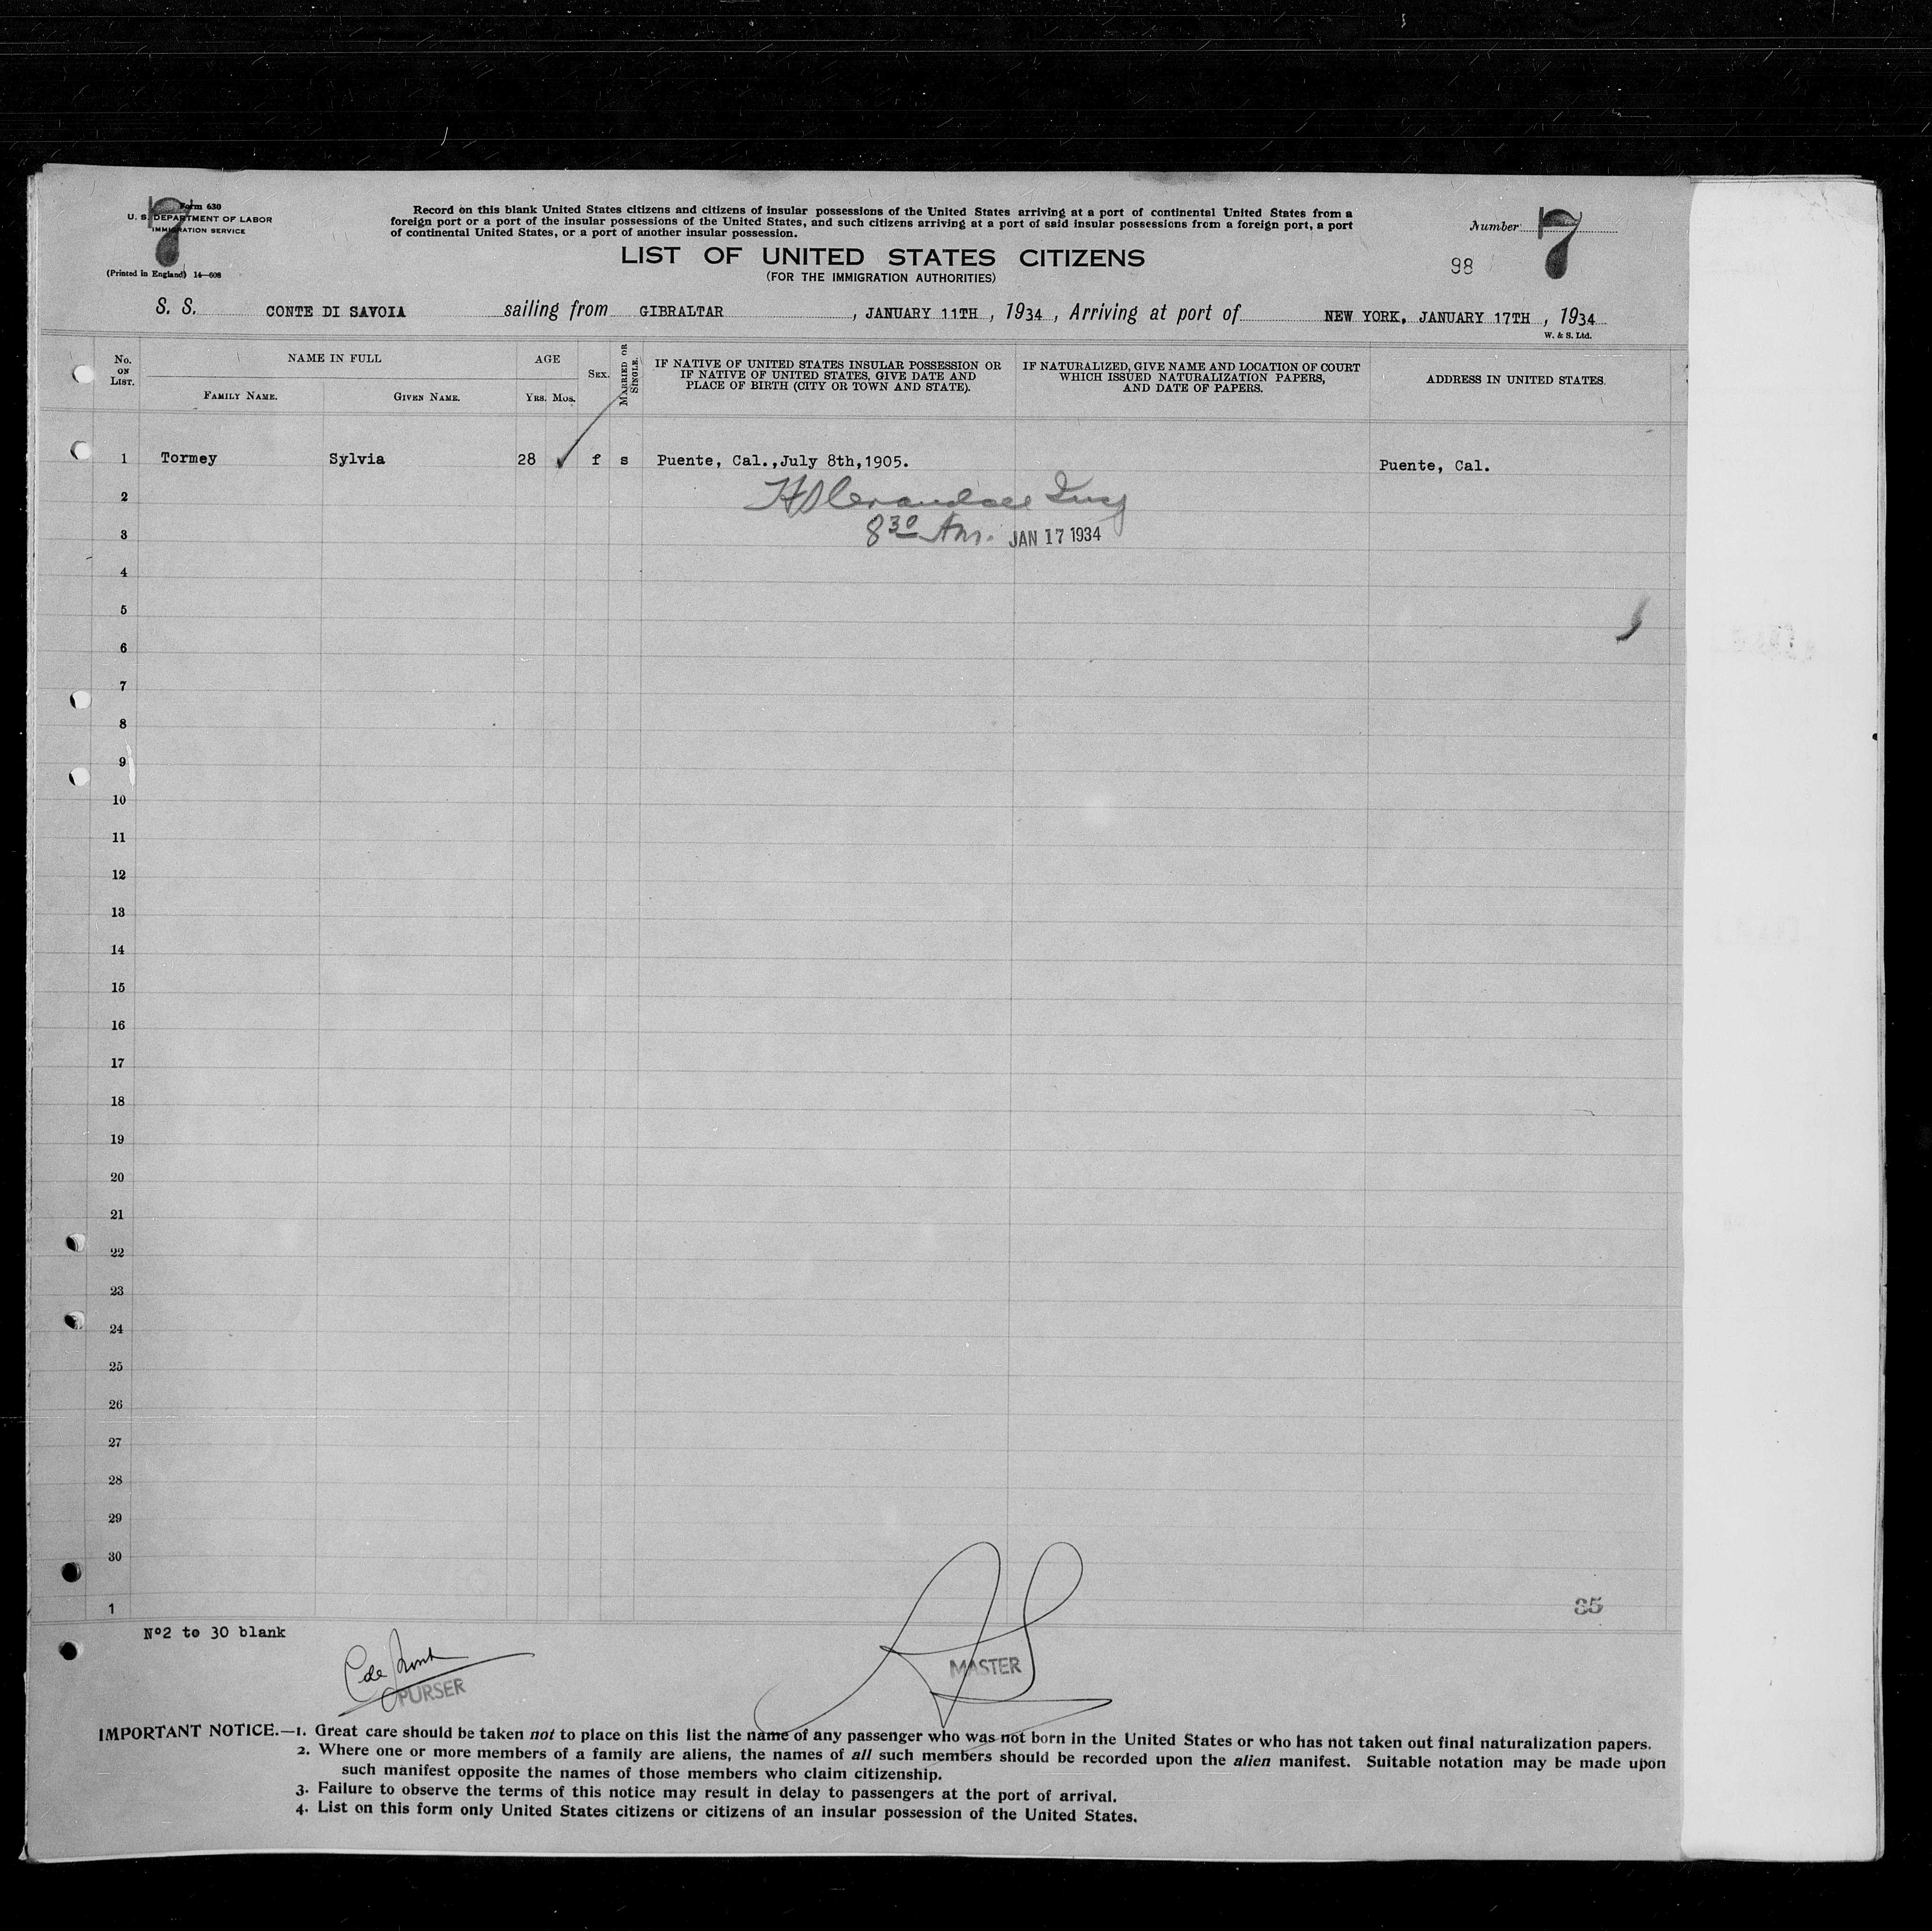 7
Form 630
U. S. DEPARTMENT OF LABOR
IMMIGRATION SERVICE
(Printed in England) 14—608
Record on this blank United States citizens and citizens of insular possessions of the United States arriving at a port of continental United States from a
foreign port or a port of the insular possessions of the United States, and such citizens arriving at a port of said insular possessions from a foreign port, a port
of continental United States, or a port of another insular possession.
LIST OF UNITED STATES CITIZENS
(FOR THE IMMIGRATION AUTHORITIES)
Number 7
98
S. S. CONTE DI SAVOIA sailing from GIBRALTAR, JANUARY 11TH, 1934, Arriving at port of NEW YORK, JANUARY 17TH, 1934
W. & S. Ltd.
No. ON LIST.
NAME IN FULL
FAMILY NAME.
GIVEN NAME.
AGE
YRS. MOS.
SEX.
MARRIED OR SINGLE.
IF NATIVE OF UNITED STATES INSULAR POSSESSION OR
IF NATIVE OF UNITED STATES, GIVE DATE AND
PLACE OF BIRTH (CITY OR TOWN AND STATE).
IF NATURALIZED, GIVE NAME AND LOCATION OF COURT
WHICH ISSUED NATURALIZATION PAPERS,
AND DATE OF PAPERS.
ADDRESS IN UNITED STATES.
1 Tormey Sylvia 28 f s Puente, Cal.,July 8th,1905. Puente, Cal.
2
3 8 30 Am. JAN 17 1934
4
5
6
7
8
9
10
11
12
13
14
15
16
17
18
19
20
21
22
23
24
25
26
27
28
29
30
1 35
Nº2 to 30 blank
PURSER
MASTER
IMPORTANT NOTICE.—1. Great care should be taken not to place on this list the name of any passenger who was not born in the United States or who has not taken out final naturalization papers.
2. Where one or more members of a family are aliens, the names of all such members should be recorded upon the alien manifest. Suitable notation may be made upon
such manifest opposite the names of those members who claim citizenship.
3. Failure to observe the terms of this notice may result in delay to passengers at the port of arrival.
4. List on this form only United States citizens or citizens of an insular possession of the United States.